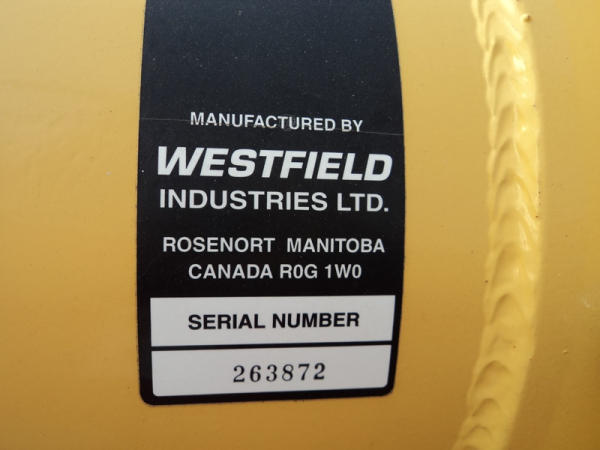 MANUFACTURED BY
WESTFIELD
INDUSTRIES LTD.
ROSENORT MANITOBA
CANADA R0G 1W0
SERIAL NUMBER
263872